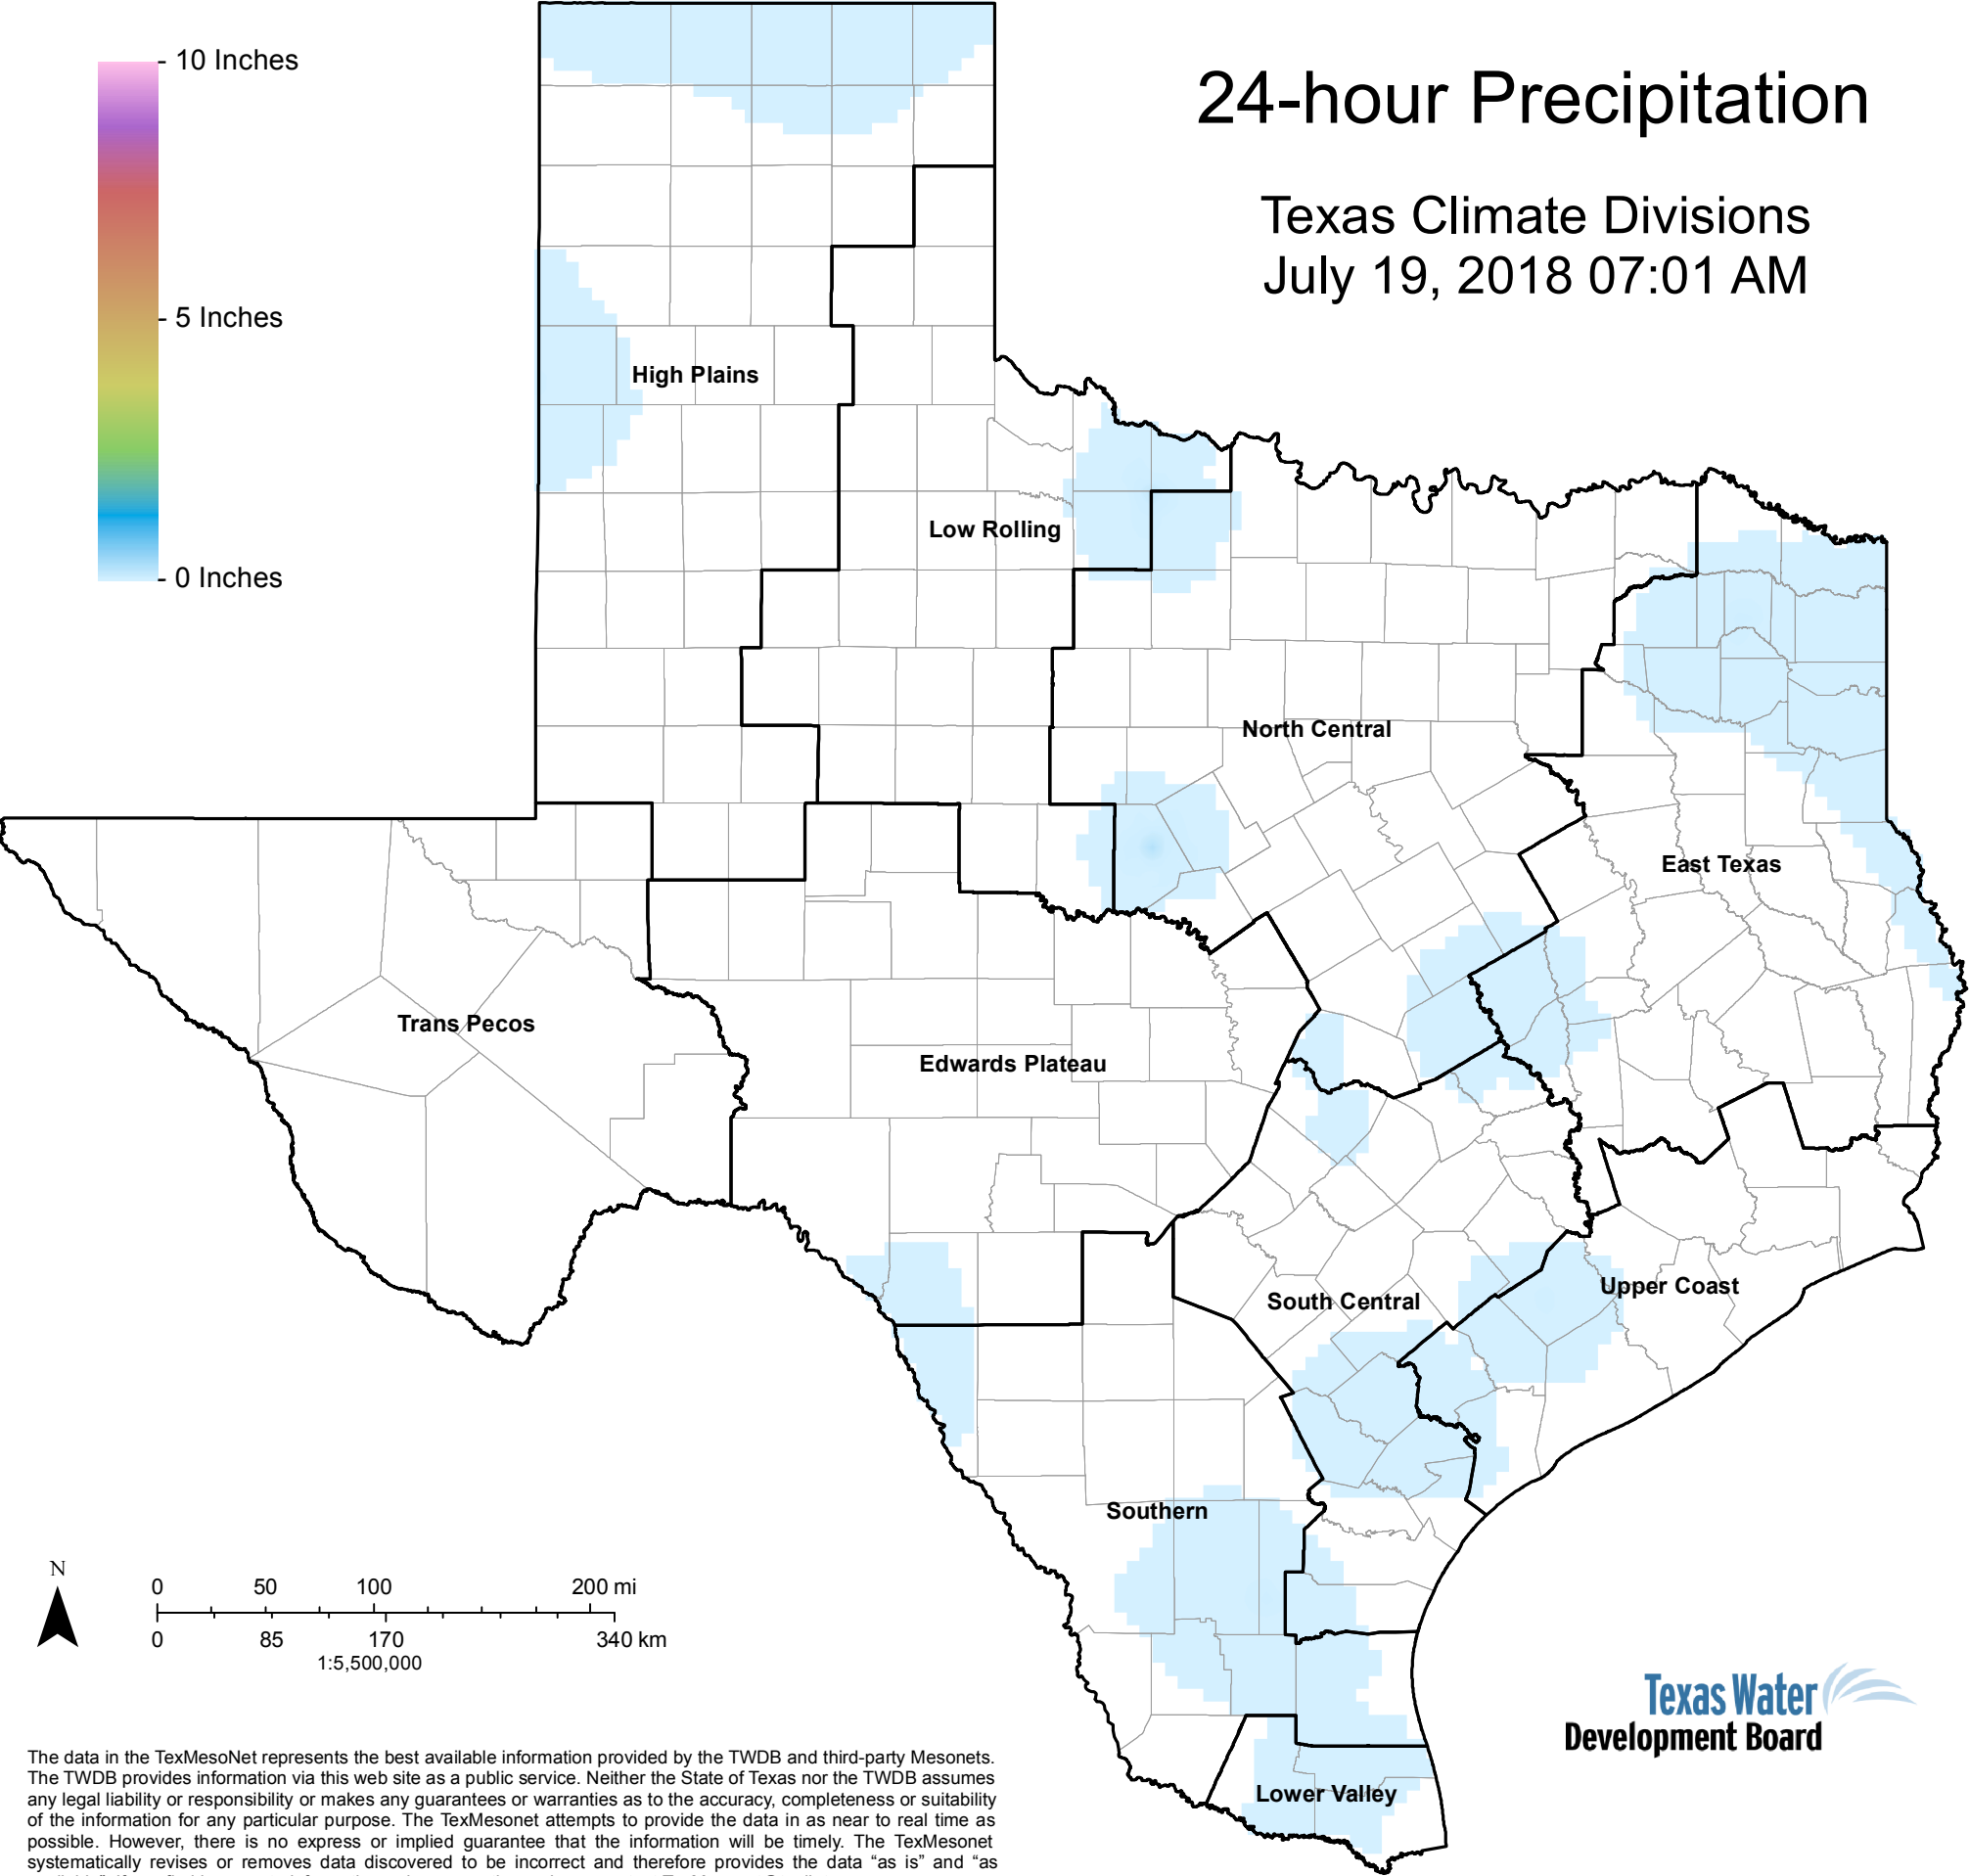 24-hour Precipitation
Texas Climate Divisions
July 19, 2018 07:01 AM
10 Inches
5 Inches
0 Inches
High Plains
Low Rolling
North Central
East Texas
Trans Pecos
Edwards Plateau
South Central
Upper Coast
Southern
Lower Valley
N
0 50 100 200 mi
0 85 170 340 km
1:5,500,000
Texas Water
Development Board
The data in the TexMesoNet represents the best available information provided by the TWDB and third-party Mesonets.
The TWDB provides information via this web site as a public service. Neither the State of Texas nor the TWDB assumes
any legal liability or responsibility or makes any guarantees or warranties as to the accuracy, completeness or suitability
of the information for any particular purpose. The TexMesonet attempts to provide the data in as near to real time as
possible. However, there is no express or implied guarantee that the information will be timely. The TexMesonet
systematically revises or removes data discovered to be incorrect and therefore provides the data “as is” and “as